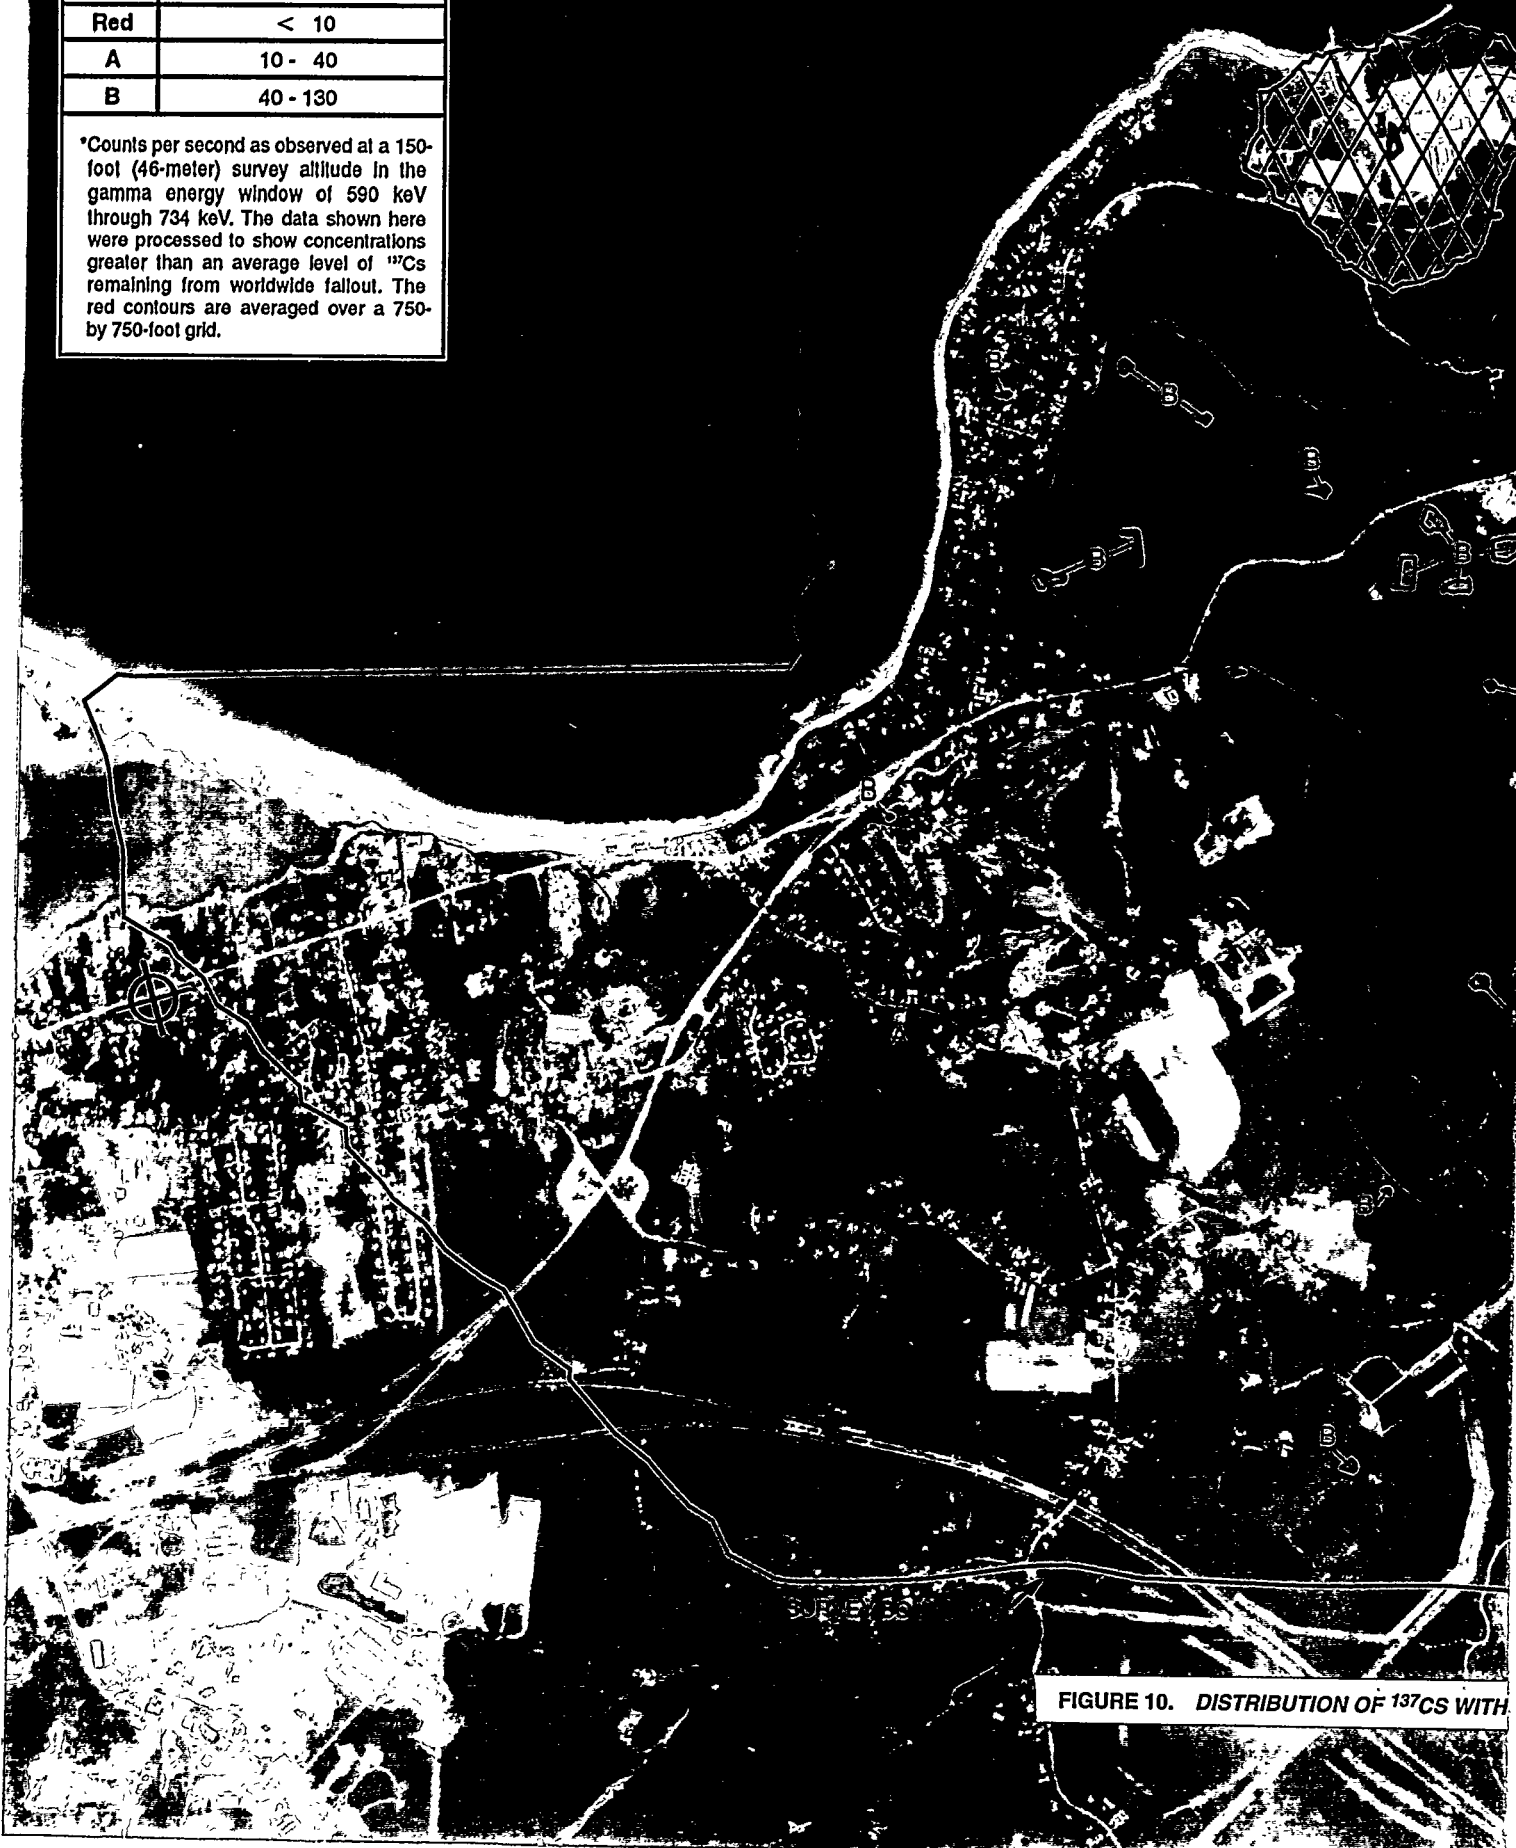 Red < 10
A 10 - 40
B 40 - 130
*Counts per second as observed at a 150-
foot (46-meter) survey altitude in the
gamma energy window of 590 keV
through 734 keV. The data shown here
were processed to show concentrations
greater than an average level of ¹³⁷Cs
remaining from worldwide fallout. The
red contours are averaged over a 750-
by 750-foot grid.
B
B
B
B
B
B
B
B
FIGURE 10. DISTRIBUTION OF ¹³⁷CS WITH